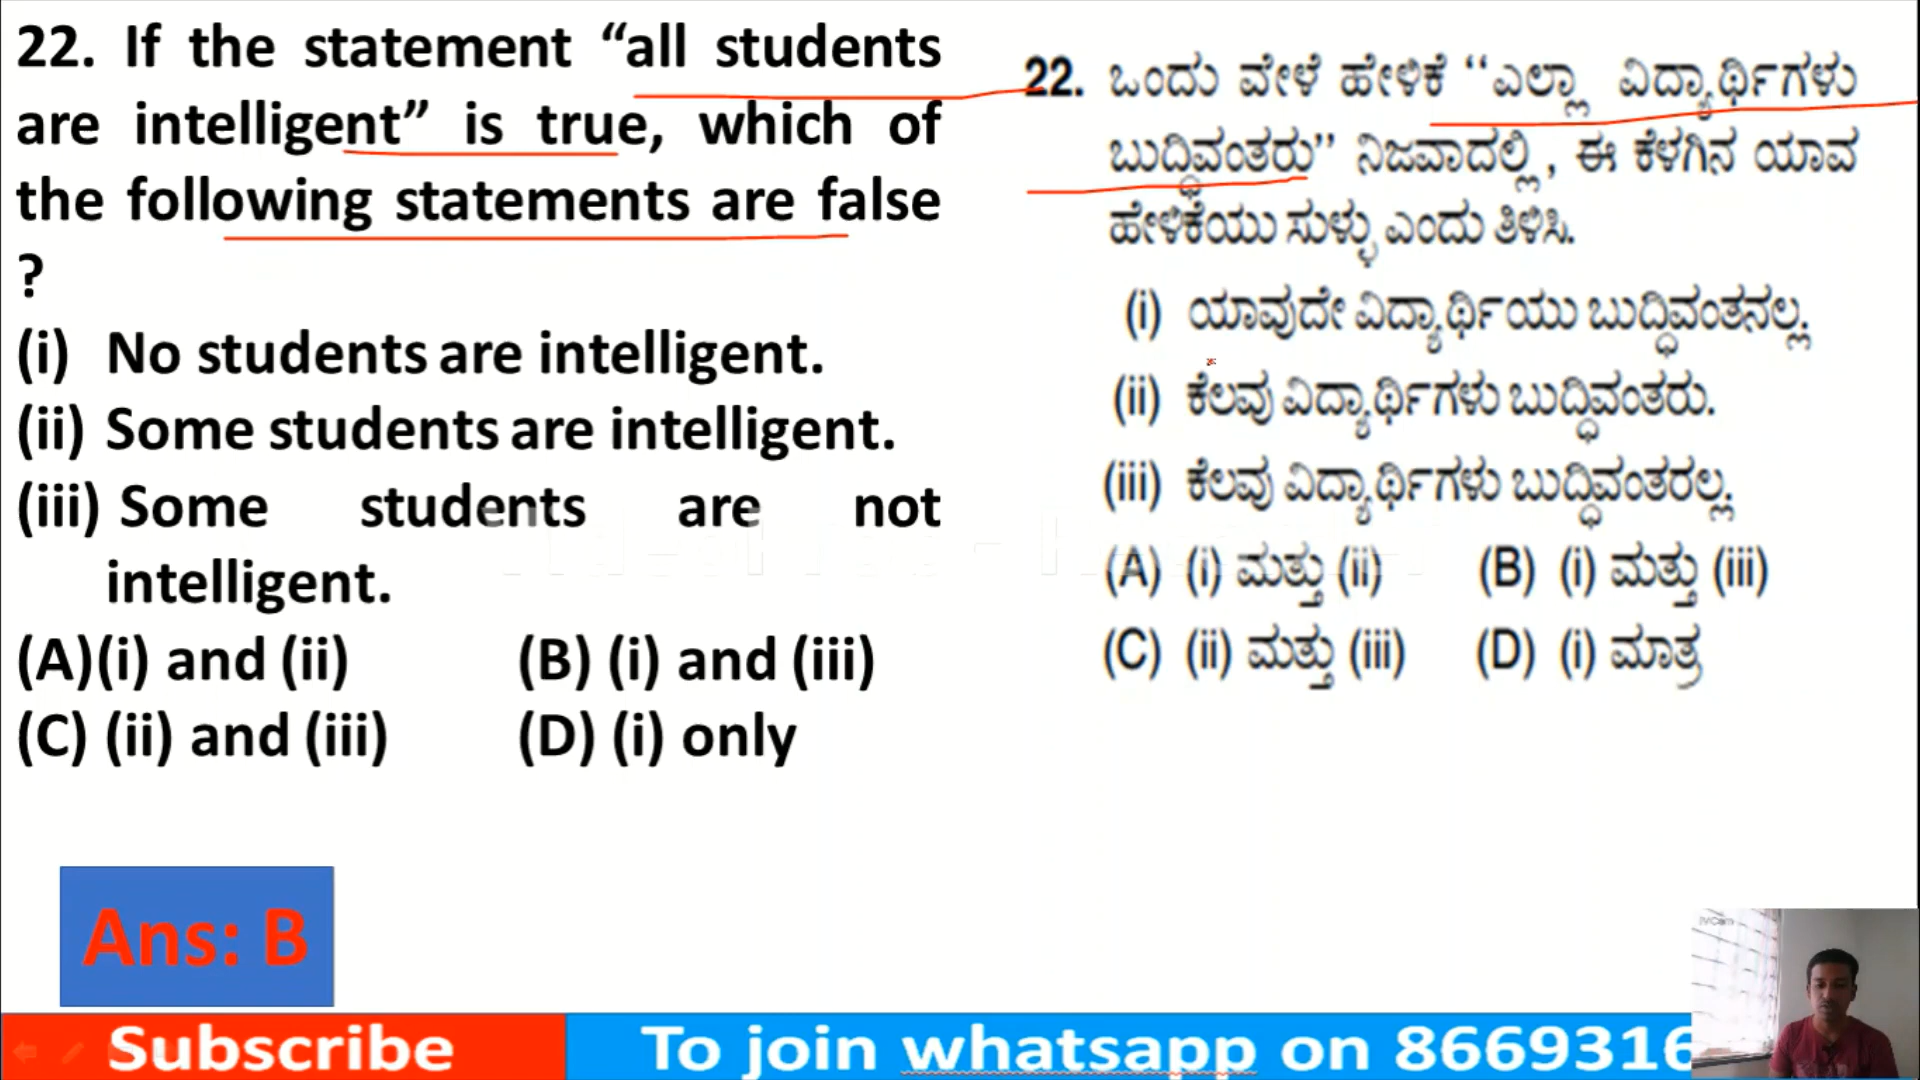 22. If the statement “all students
are intelligent” is true, which of
the following statements are false
?
(i) No students are intelligent.
(ii) Some students are intelligent.
(iii) Some students are not
intelligent.
(A)(i) and (ii) (B) (i) and (iii)
(C) (ii) and (iii) (D) (i) only
Ans: B
22. ಒಂದು ವೇಳೆ ಹೇಳಿಕೆ ‘‘ಎಲ್ಲಾ ವಿದ್ಯಾರ್ಥಿಗಳು
ಬುದ್ಧಿವಂತರು’’ ನಿಜವಾದಲ್ಲಿ, ಈ ಕೆಳಗಿನ ಯಾವ
ಹೇಳಿಕೆಯು ಸುಳ್ಳು ಎಂದು ತಿಳಿಸಿ.
(i) ಯಾವುದೇ ವಿದ್ಯಾರ್ಥಿಯು ಬುದ್ಧಿವಂತನಲ್ಲ.
(ii) ಕೆಲವು ವಿದ್ಯಾರ್ಥಿಗಳು ಬುದ್ಧಿವಂತರು.
(iii) ಕೆಲವು ವಿದ್ಯಾರ್ಥಿಗಳು ಬುದ್ಧಿವಂತರಲ್ಲ.
(A) (i) ಮತ್ತು (ii) (B) (i) ಮತ್ತು (iii)
(C) (ii) ಮತ್ತು (iii) (D) (i) ಮಾತ್ರ
Subscribe To join whatsapp on 8669316
iVCam